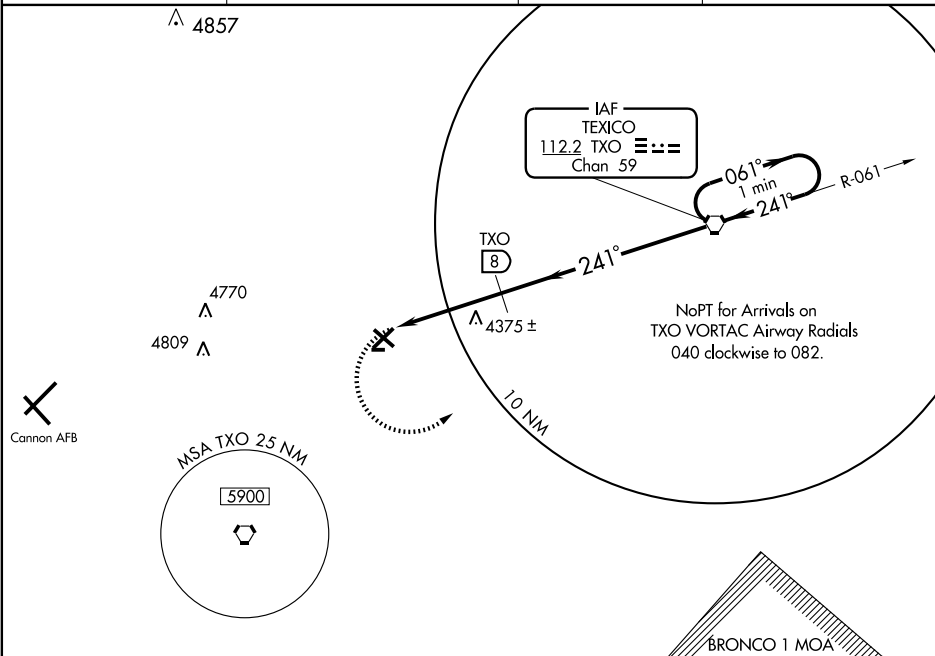 4857
IAF
TEXICO
112.2 TXO
Chan 59
061°
1 min
241°
R-061
TXO
8
241°
4375 ±
NoPT for Arrivals on
TXO VORTAC Airway Radials
040 clockwise to 082.
4770
4809
Cannon AFB
10 NM
MSA TXO 25 NM
5900
BRONCO 1 MOA